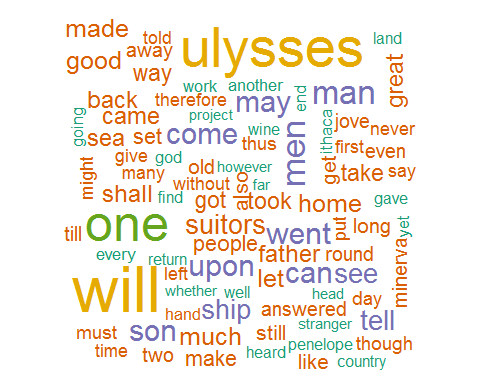 made told ulysses land
good away
way work another great
back therefore may man
going came project end
sea set come wine men ithaca jove never
might give god thus get first even
many old however take say
shall find without far also
got took home gave
till one suitors went put long yet
every people father round minerva
return left upon let can see
will whether well head day
hand ship answered tell
must son much still stranger
time two make heard penelope though
like country